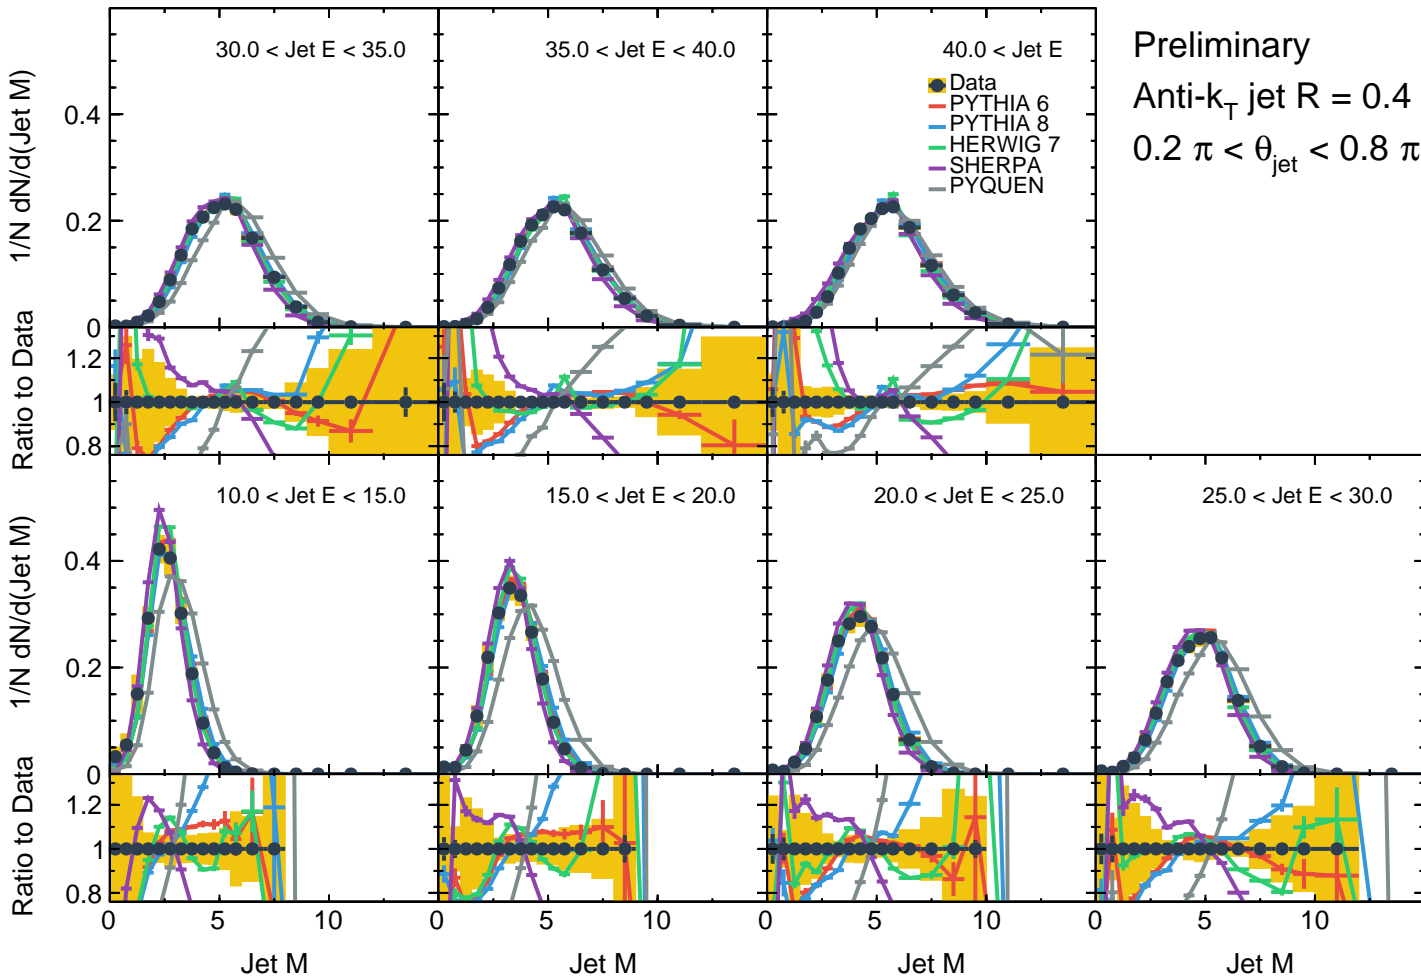 30.0 < Jet E < 35.0
35.0 < Jet E < 40.0
40.0 < Jet E
Preliminary
Anti-k_T jet R = 0.4
0.2 π < θ_jet < 0.8 π
Data
PYTHIA 6
PYTHIA 8
HERWIG 7
SHERPA
PYQUEN
1/N dN/d(Jet M)
0.4
0.2
0
Ratio to Data
1.2
1
0.8
10.0 < Jet E < 15.0
15.0 < Jet E < 20.0
20.0 < Jet E < 25.0
25.0 < Jet E < 30.0
1/N dN/d(Jet M)
0.4
0.2
0
Ratio to Data
1.2
1
0.8
0 5 10 0 5 10 0 5 10 0 5 10
Jet M Jet M Jet M Jet M